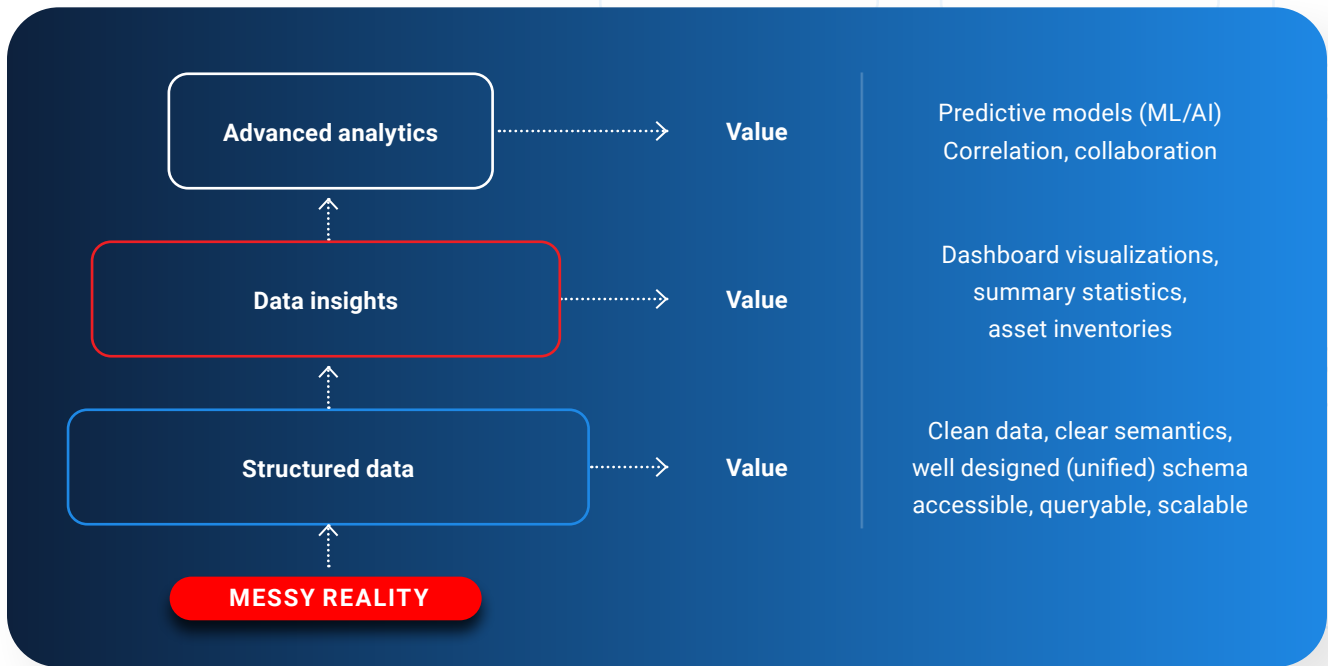 Advanced analytics
Value
Predictive models (ML/AI)
Correlation, collaboration
Data insights
Value
Dashboard visualizations,
summary statistics,
asset inventories
Structured data
Value
Clean data, clear semantics,
well designed (unified) schema
accessible, queryable, scalable
MESSY REALITY